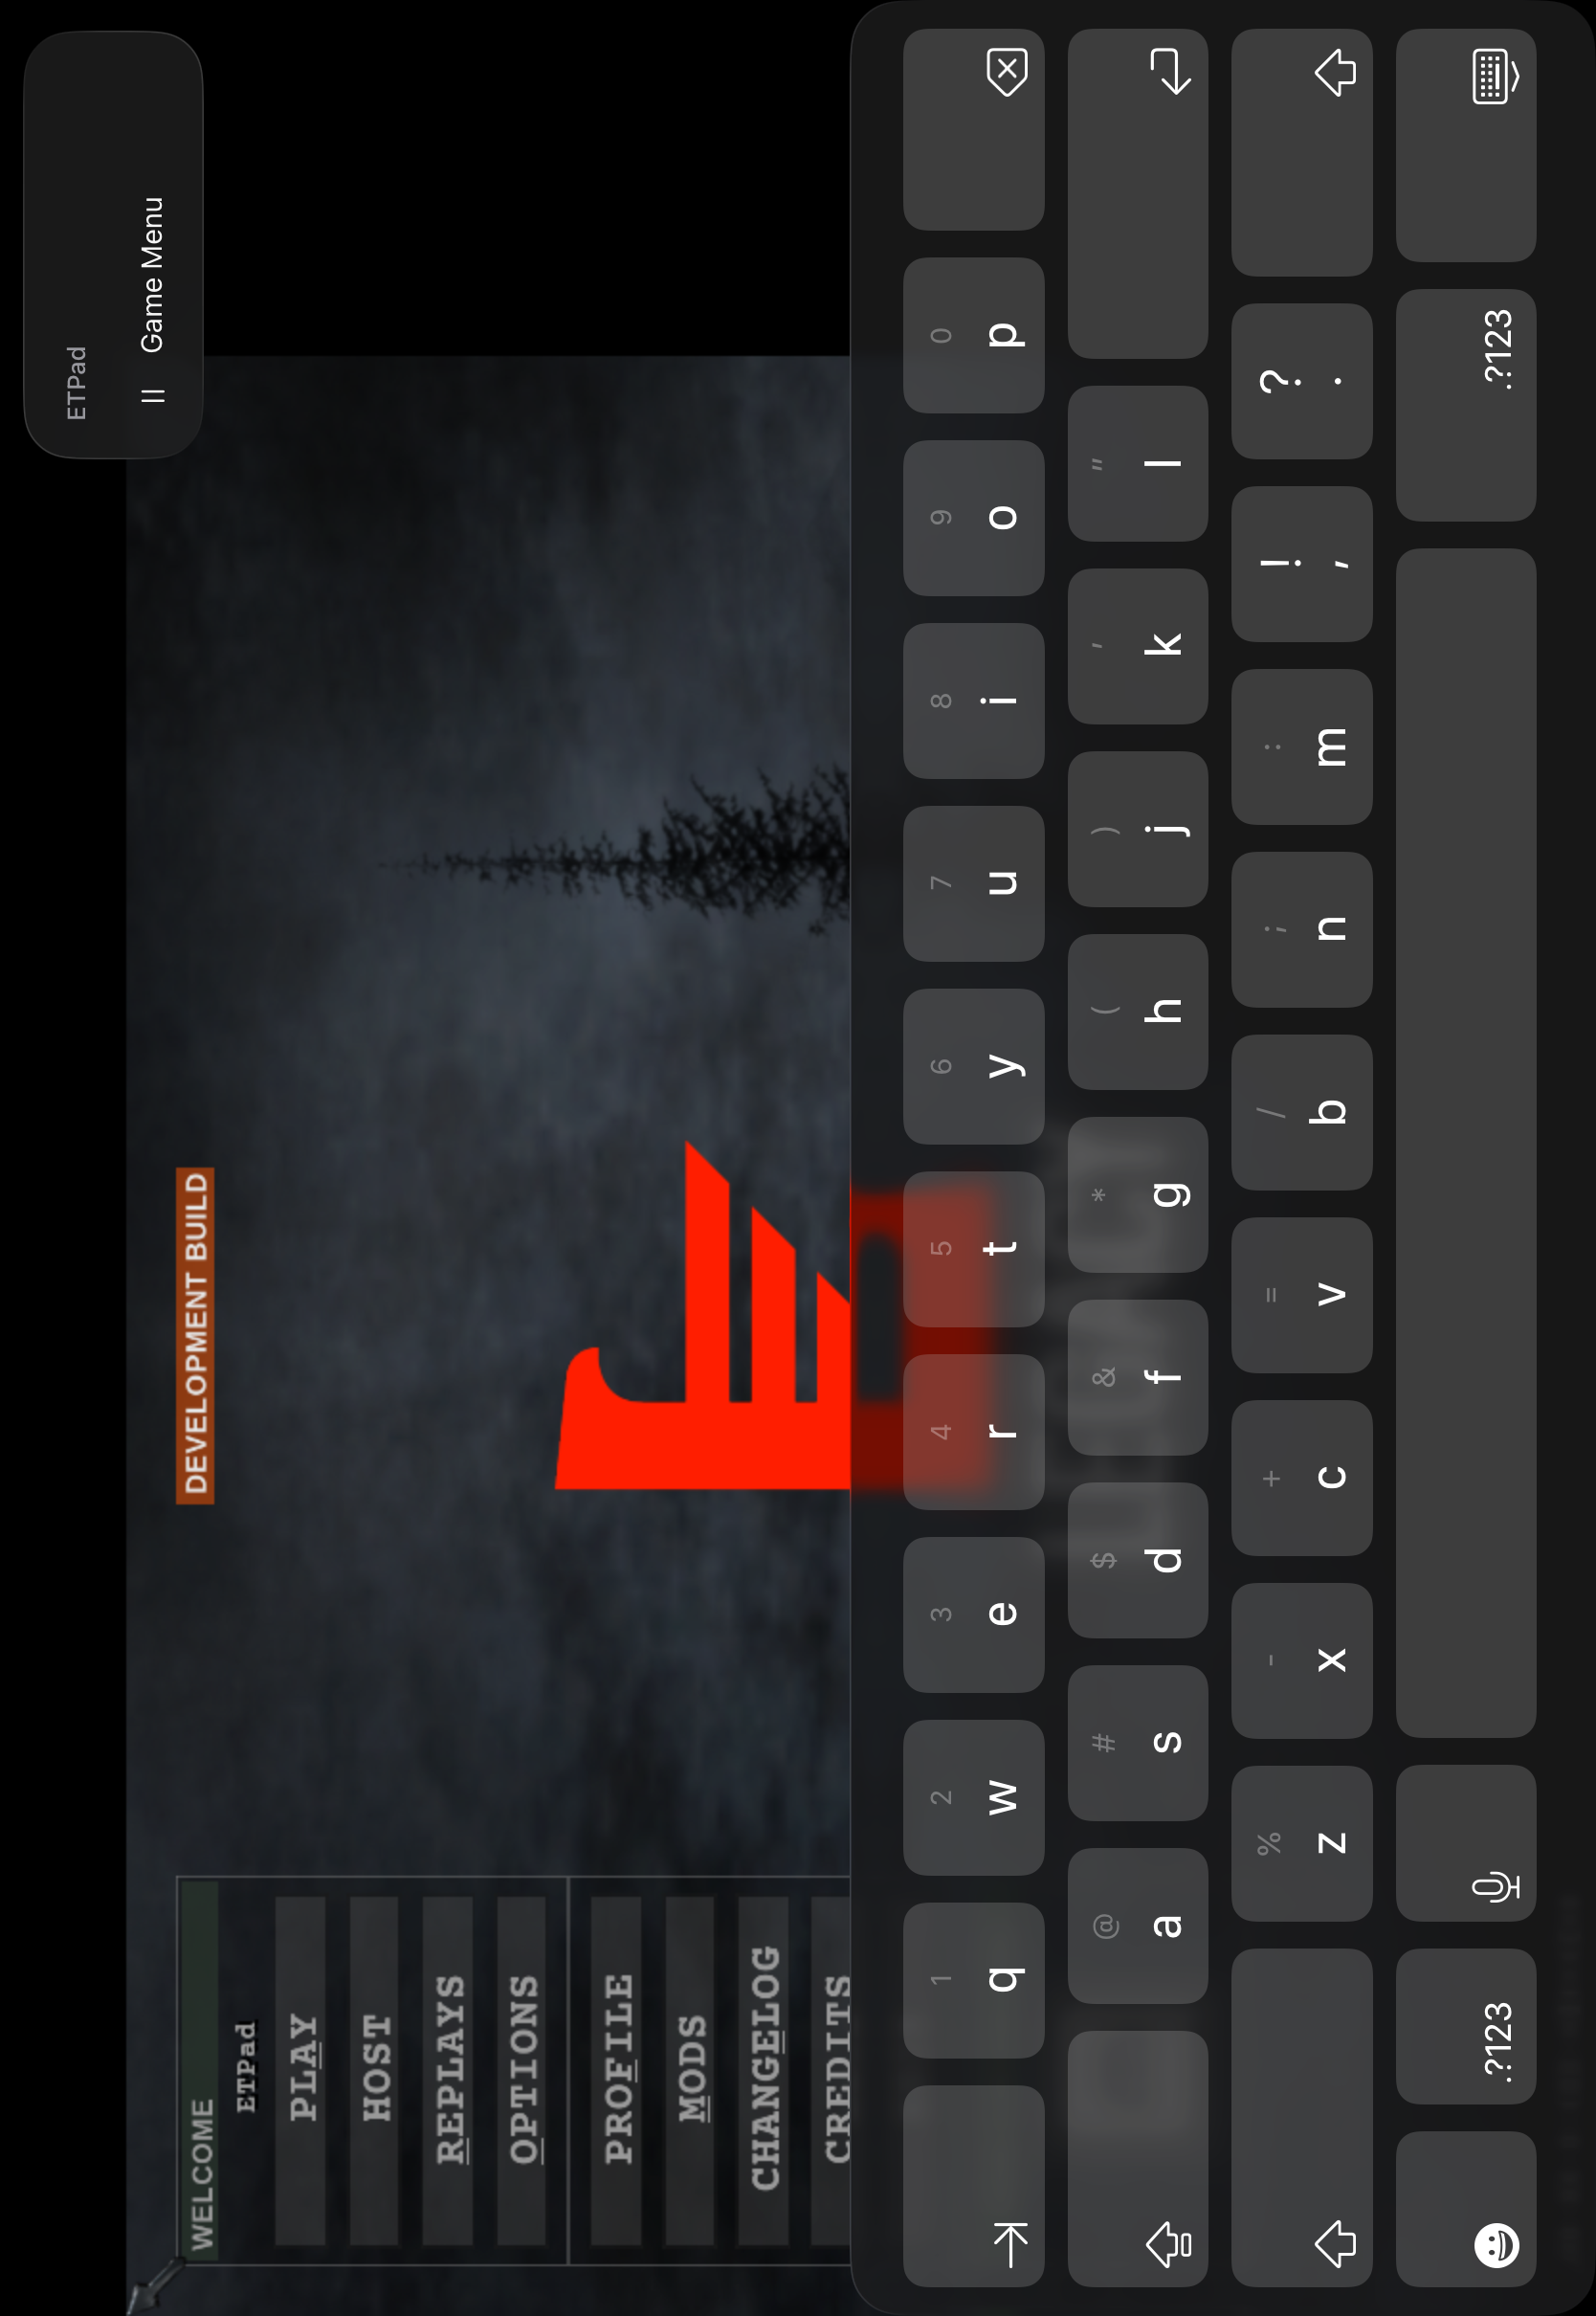 ETPad
Game Menu
DEVELOPMENT BUILD
WELCOME
ETPad
PLAY
HOST
REPLAYS
OPTIONS
PROFILE
MODS
CHANGELOG
CREDITS
LEGACY
1 2 3 4 5 6 7 8 9 0
q w e r t y u i o p
@ # $ & * ( ) ' "
a s d f g h j k l
% - + = / ; : ! ?
z x c v b n m , .
.?123 .?123